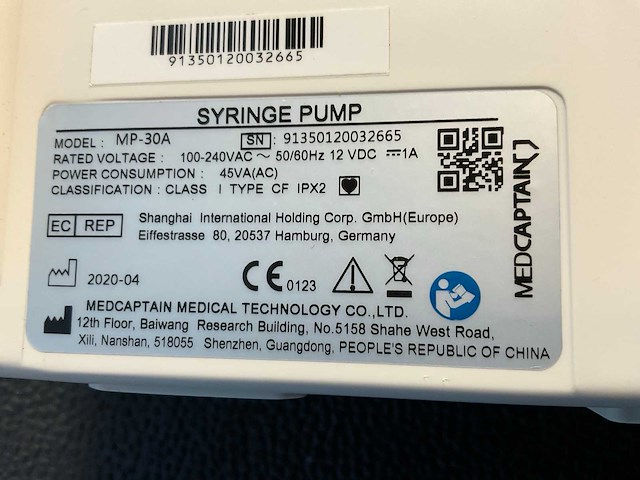 91350120032665
SYRINGE PUMP
MODEL: MP-30A SN: 91350120032665
RATED VOLTAGE: 100-240VAC ~ 50/60Hz 12 VDC ⎓1A
POWER CONSUMPTION: 45VA(AC)
CLASSIFICATION: CLASS I TYPE CF IPX2
EC REP Shanghai International Holding Corp. GmbH(Europe)
Eiffestrasse 80, 20537 Hamburg, Germany
MEDCAPTAIN
2020-04 CE 0123
MEDCAPTAIN MEDICAL TECHNOLOGY CO.,LTD.
12th Floor, Baiwang Research Building, No.5158 Shahe West Road,
Xili, Nanshan, 518055 Shenzhen, Guangdong, PEOPLE'S REPUBLIC OF CHINA